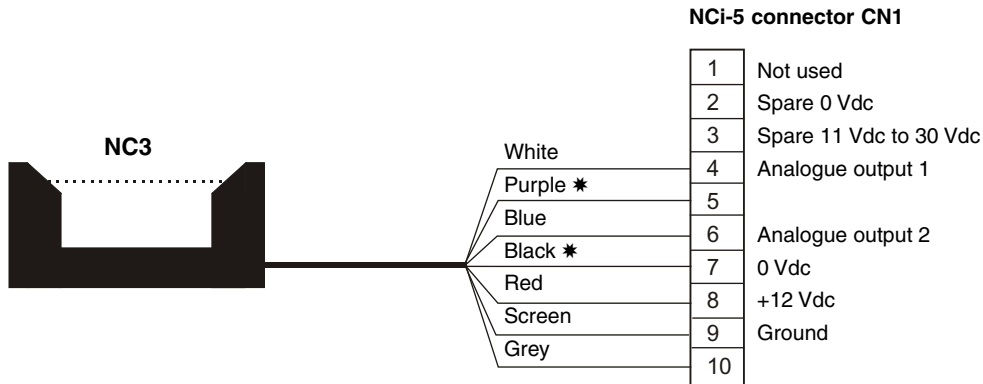 NCi-5 connector CN1
NC3
White
Purple ✷
Blue
Black ✷
Red
Screen
Grey
1 Not used
2 Spare 0 Vdc
3 Spare 11 Vdc to 30 Vdc
4 Analogue output 1
5
6 Analogue output 2
7 0 Vdc
8 +12 Vdc
9 Ground
10